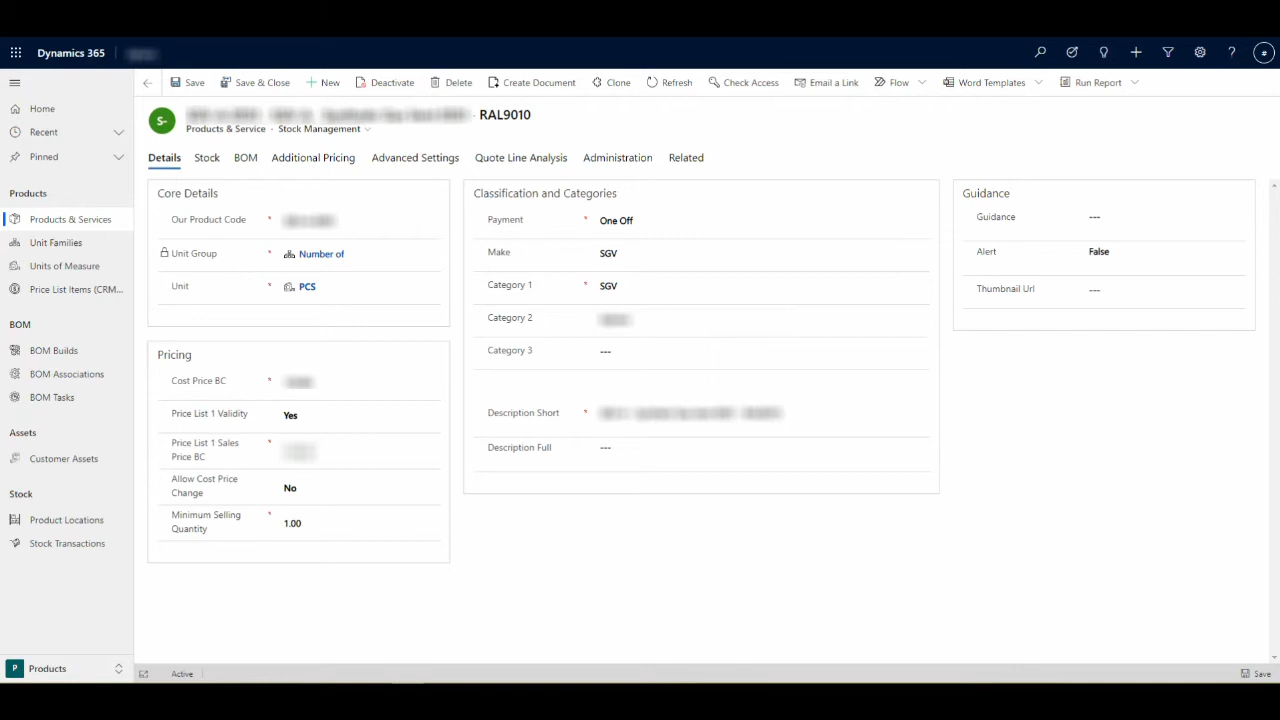 Dynamics 365
#
Save
Save & Close
New
Deactivate
Delete
Create Document
Clone
Refresh
Check Access
Email a Link
Flow
Word Templates
Run Report
Home
Recent
Pinned
Products
Products & Services
Unit Families
Units of Measure
Price List Items (CRM...
BOM
BOM Builds
BOM Associations
BOM Tasks
Assets
Customer Assets
Stock
Product Locations
Stock Transactions
P Products
S-
· RAL9010
Products & Service · Stock Management
Details Stock BOM Additional Pricing Advanced Settings Quote Line Analysis Administration Related
Core Details
Our Product Code *
Unit Group * Number of
Unit * PCS
Pricing
Cost Price BC *
Price List 1 Validity Yes
Price List 1 Sales *
Price BC
Allow Cost Price
Change No
Minimum Selling *
Quantity 1.00
Classification and Categories
Payment * One Off
Make SGV
Category 1 * SGV
Category 2
Category 3 ---
Description Short *
Description Full ---
Guidance
Guidance ---
Alert False
Thumbnail Url ---
Active
Save